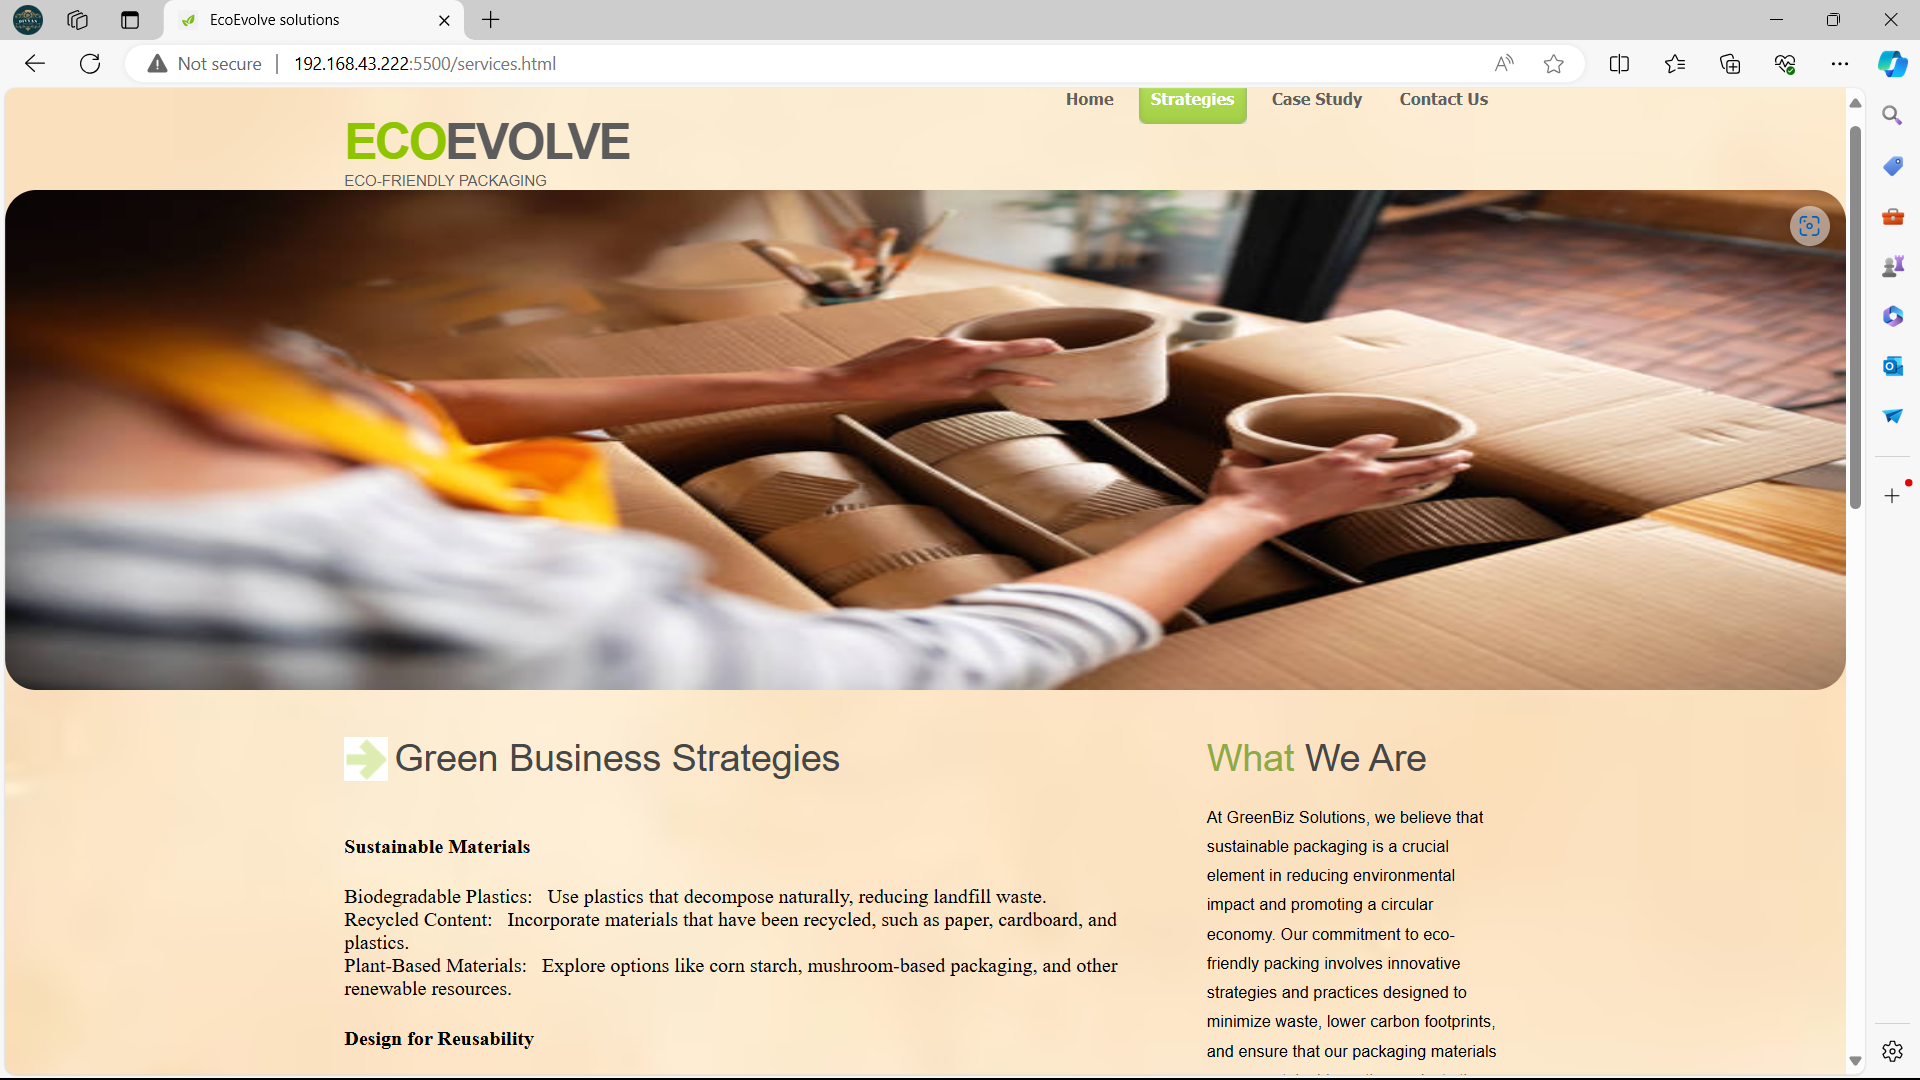 EcoEvolve solutions
Not secure
192.168.43.222:5500/services.html
Home
Strategies
Case Study
Contact Us
ECOEVOLVE
ECO-FRIENDLY PACKAGING
Green Business Strategies
Sustainable Materials
Biodegradable Plastics: Use plastics that decompose naturally, reducing landfill waste.
Recycled Content: Incorporate materials that have been recycled, such as paper, cardboard, and
plastics.
Plant-Based Materials: Explore options like corn starch, mushroom-based packaging, and other
renewable resources.
Design for Reusability
What We Are
At GreenBiz Solutions, we believe that
sustainable packaging is a crucial
element in reducing environmental
impact and promoting a circular
economy. Our commitment to eco-
friendly packing involves innovative
strategies and practices designed to
minimize waste, lower carbon footprints,
and ensure that our packaging materials